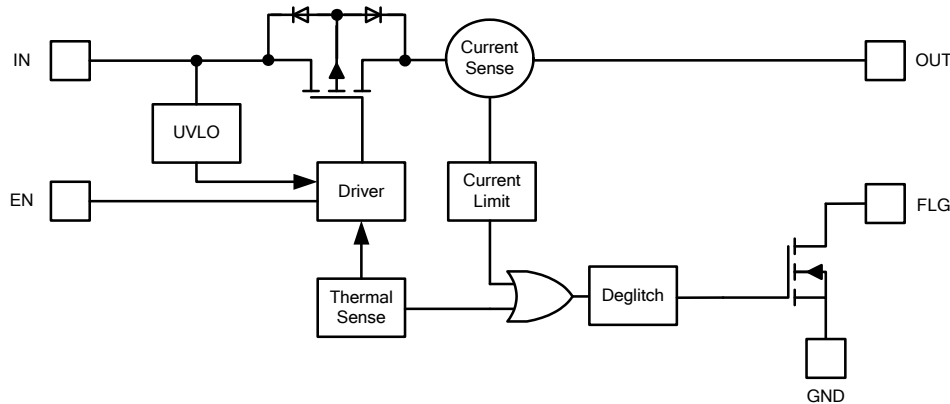 IN
Current
Sense
OUT
UVLO
EN
Driver
Current
Limit
FLG
Thermal
Sense
Deglitch
GND